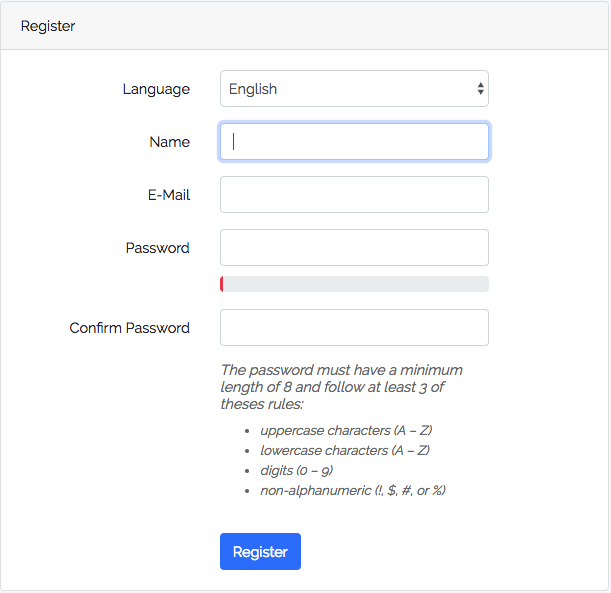 Register
Language
English
Name
E-Mail
Password
Confirm Password
The password must have a minimum
length of 8 and follow at least 3 of
theses rules:
• uppercase characters (A – Z)
• lowercase characters (A – Z)
• digits (0 – 9)
• non-alphanumeric (!, $, #, or %)
Register